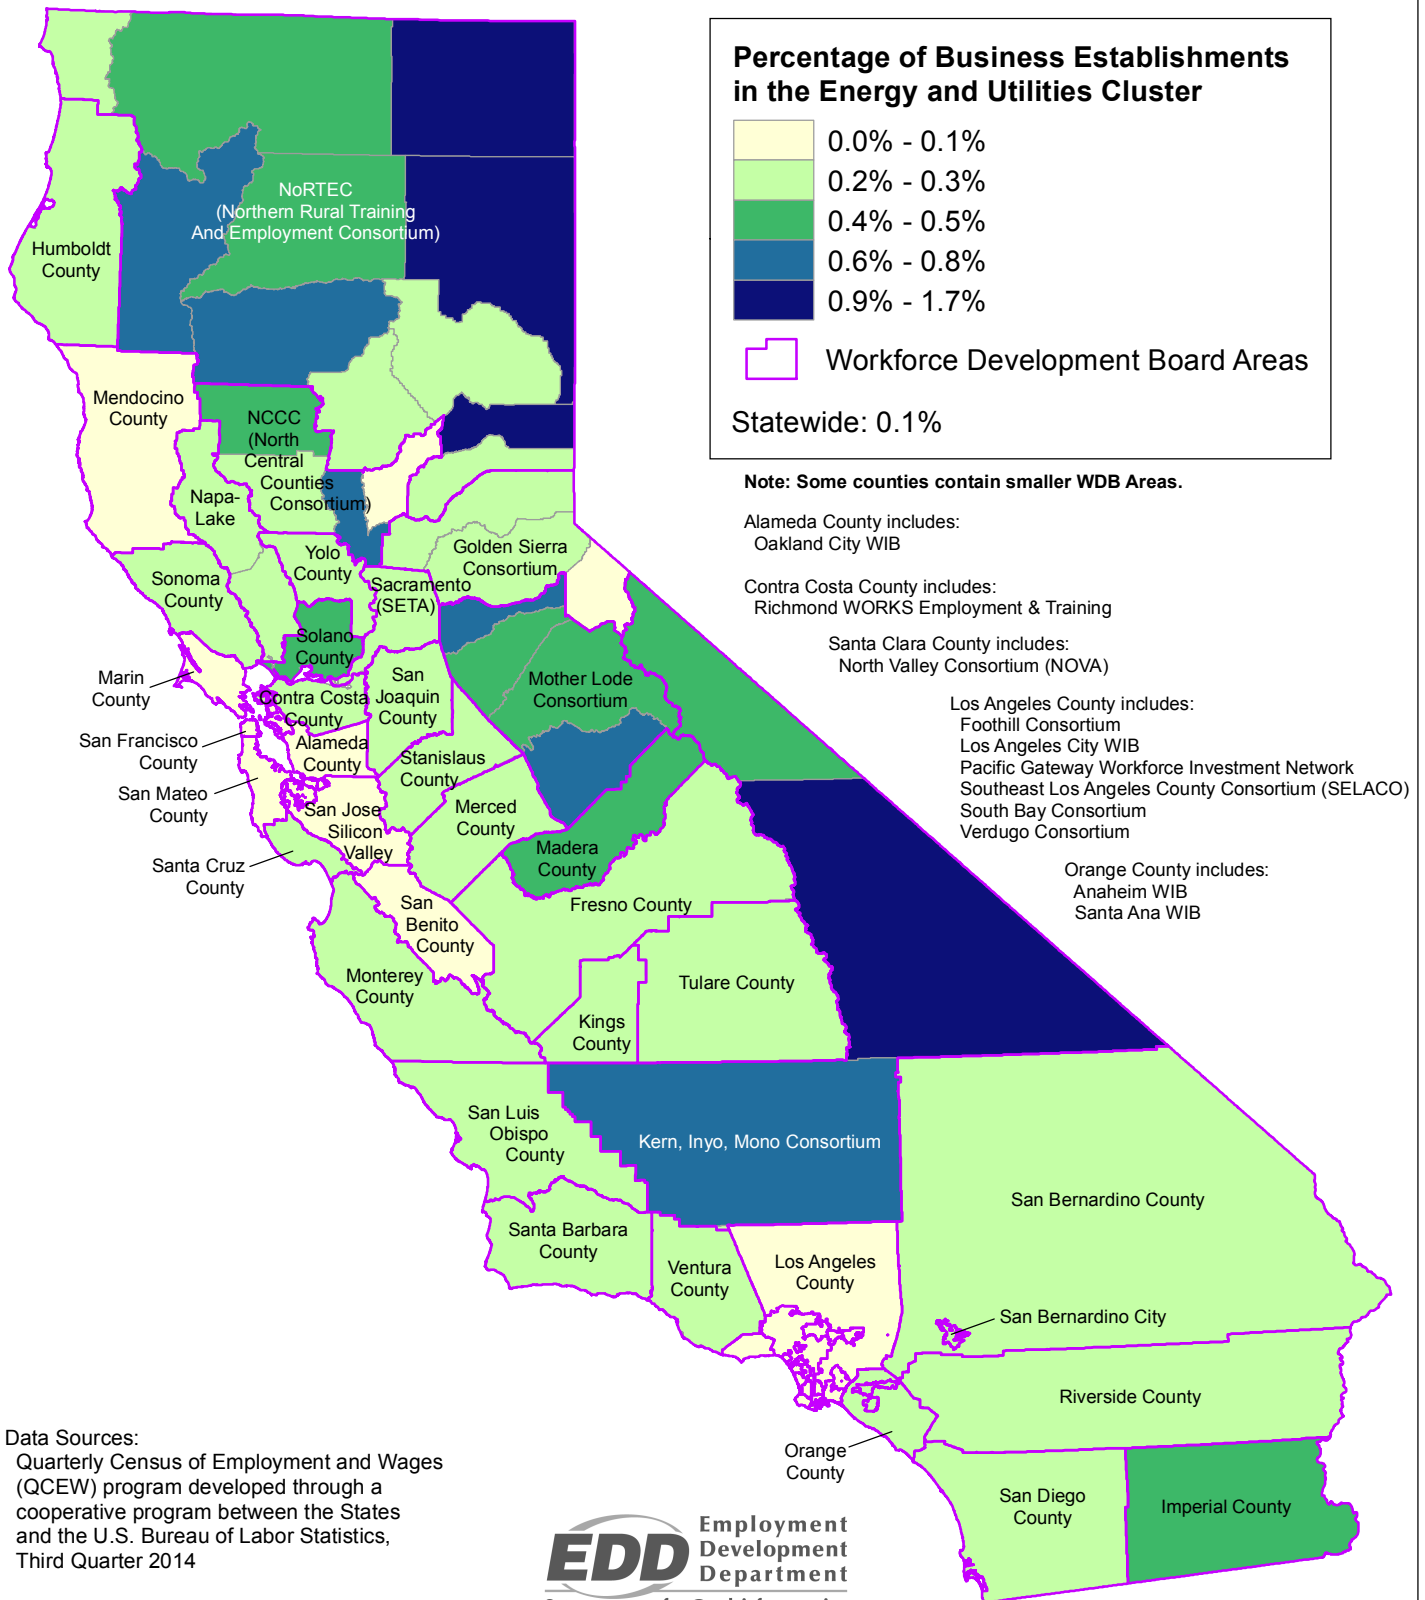 Percentage of Business Establishments
in the Energy and Utilities Cluster
0.0% - 0.1%
0.2% - 0.3%
0.4% - 0.5%
0.6% - 0.8%
0.9% - 1.7%
Workforce Development Board Areas
Statewide: 0.1%
Note: Some counties contain smaller WDB Areas.
Alameda County includes:
Oakland City WIB
Contra Costa County includes:
Richmond WORKS Employment & Training
Santa Clara County includes:
North Valley Consortium (NOVA)
Los Angeles County includes:
Foothill Consortium
Los Angeles City WIB
Pacific Gateway Workforce Investment Network
Southeast Los Angeles County Consortium (SELACO)
South Bay Consortium
Verdugo Consortium
Orange County includes:
Anaheim WIB
Santa Ana WIB
NoRTEC
(Northern Rural Training
And Employment Consortium)
Humboldt
County
Mendocino
County
NCCC
(North
Central
Counties
Consortium)
Napa-
Lake
Yolo
County
Golden Sierra
Consortium
Sonoma
County
Sacramento
(SETA)
Solano
County
Marin
County
Contra Costa
County
San
Joaquin
County
Mother Lode
Consortium
San Francisco
County
Alameda
County
Stanislaus
County
San Mateo
County
San Jose
Silicon
Valley
Merced
County
Madera
County
Santa Cruz
County
San
Benito
County
Fresno County
Monterey
County
Tulare County
Kings
County
San Luis
Obispo
County
Kern, Inyo, Mono Consortium
San Bernardino County
Santa Barbara
County
Ventura
County
Los Angeles
County
San Bernardino City
Riverside County
Orange
County
San Diego
County
Imperial County
Data Sources:
Quarterly Census of Employment and Wages
(QCEW) program developed through a
cooperative program between the States
and the U.S. Bureau of Labor Statistics,
Third Quarter 2014
EDD
Employment
Development
Department